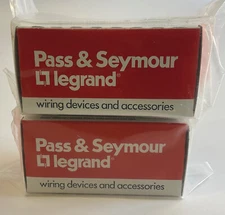 Pass & Seymour
legrand®
wiring devices and accessories
Pass & Seymour
legrand®
wiring devices and accessories